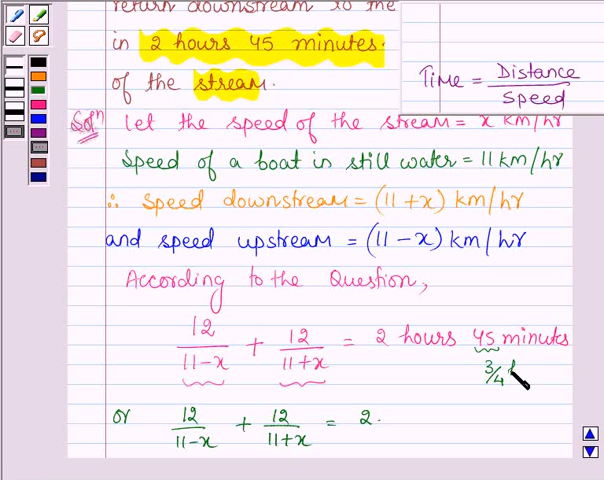 return downstream to the
in 2 hours 45 minutes.
of the stream.
Time = Distance / Speed
Solⁿ Let the speed of the stream = x km/hr
Speed of a boat in still water = 11 km/hr
∴ Speed downstream = (11+x) km/hr
and speed upstream = (11-x) km/hr
According to the Question,
12/(11-x) + 12/(11+x) = 2 hours 45 minutes
3/4
or 12/(11-x) + 12/(11+x) = 2.